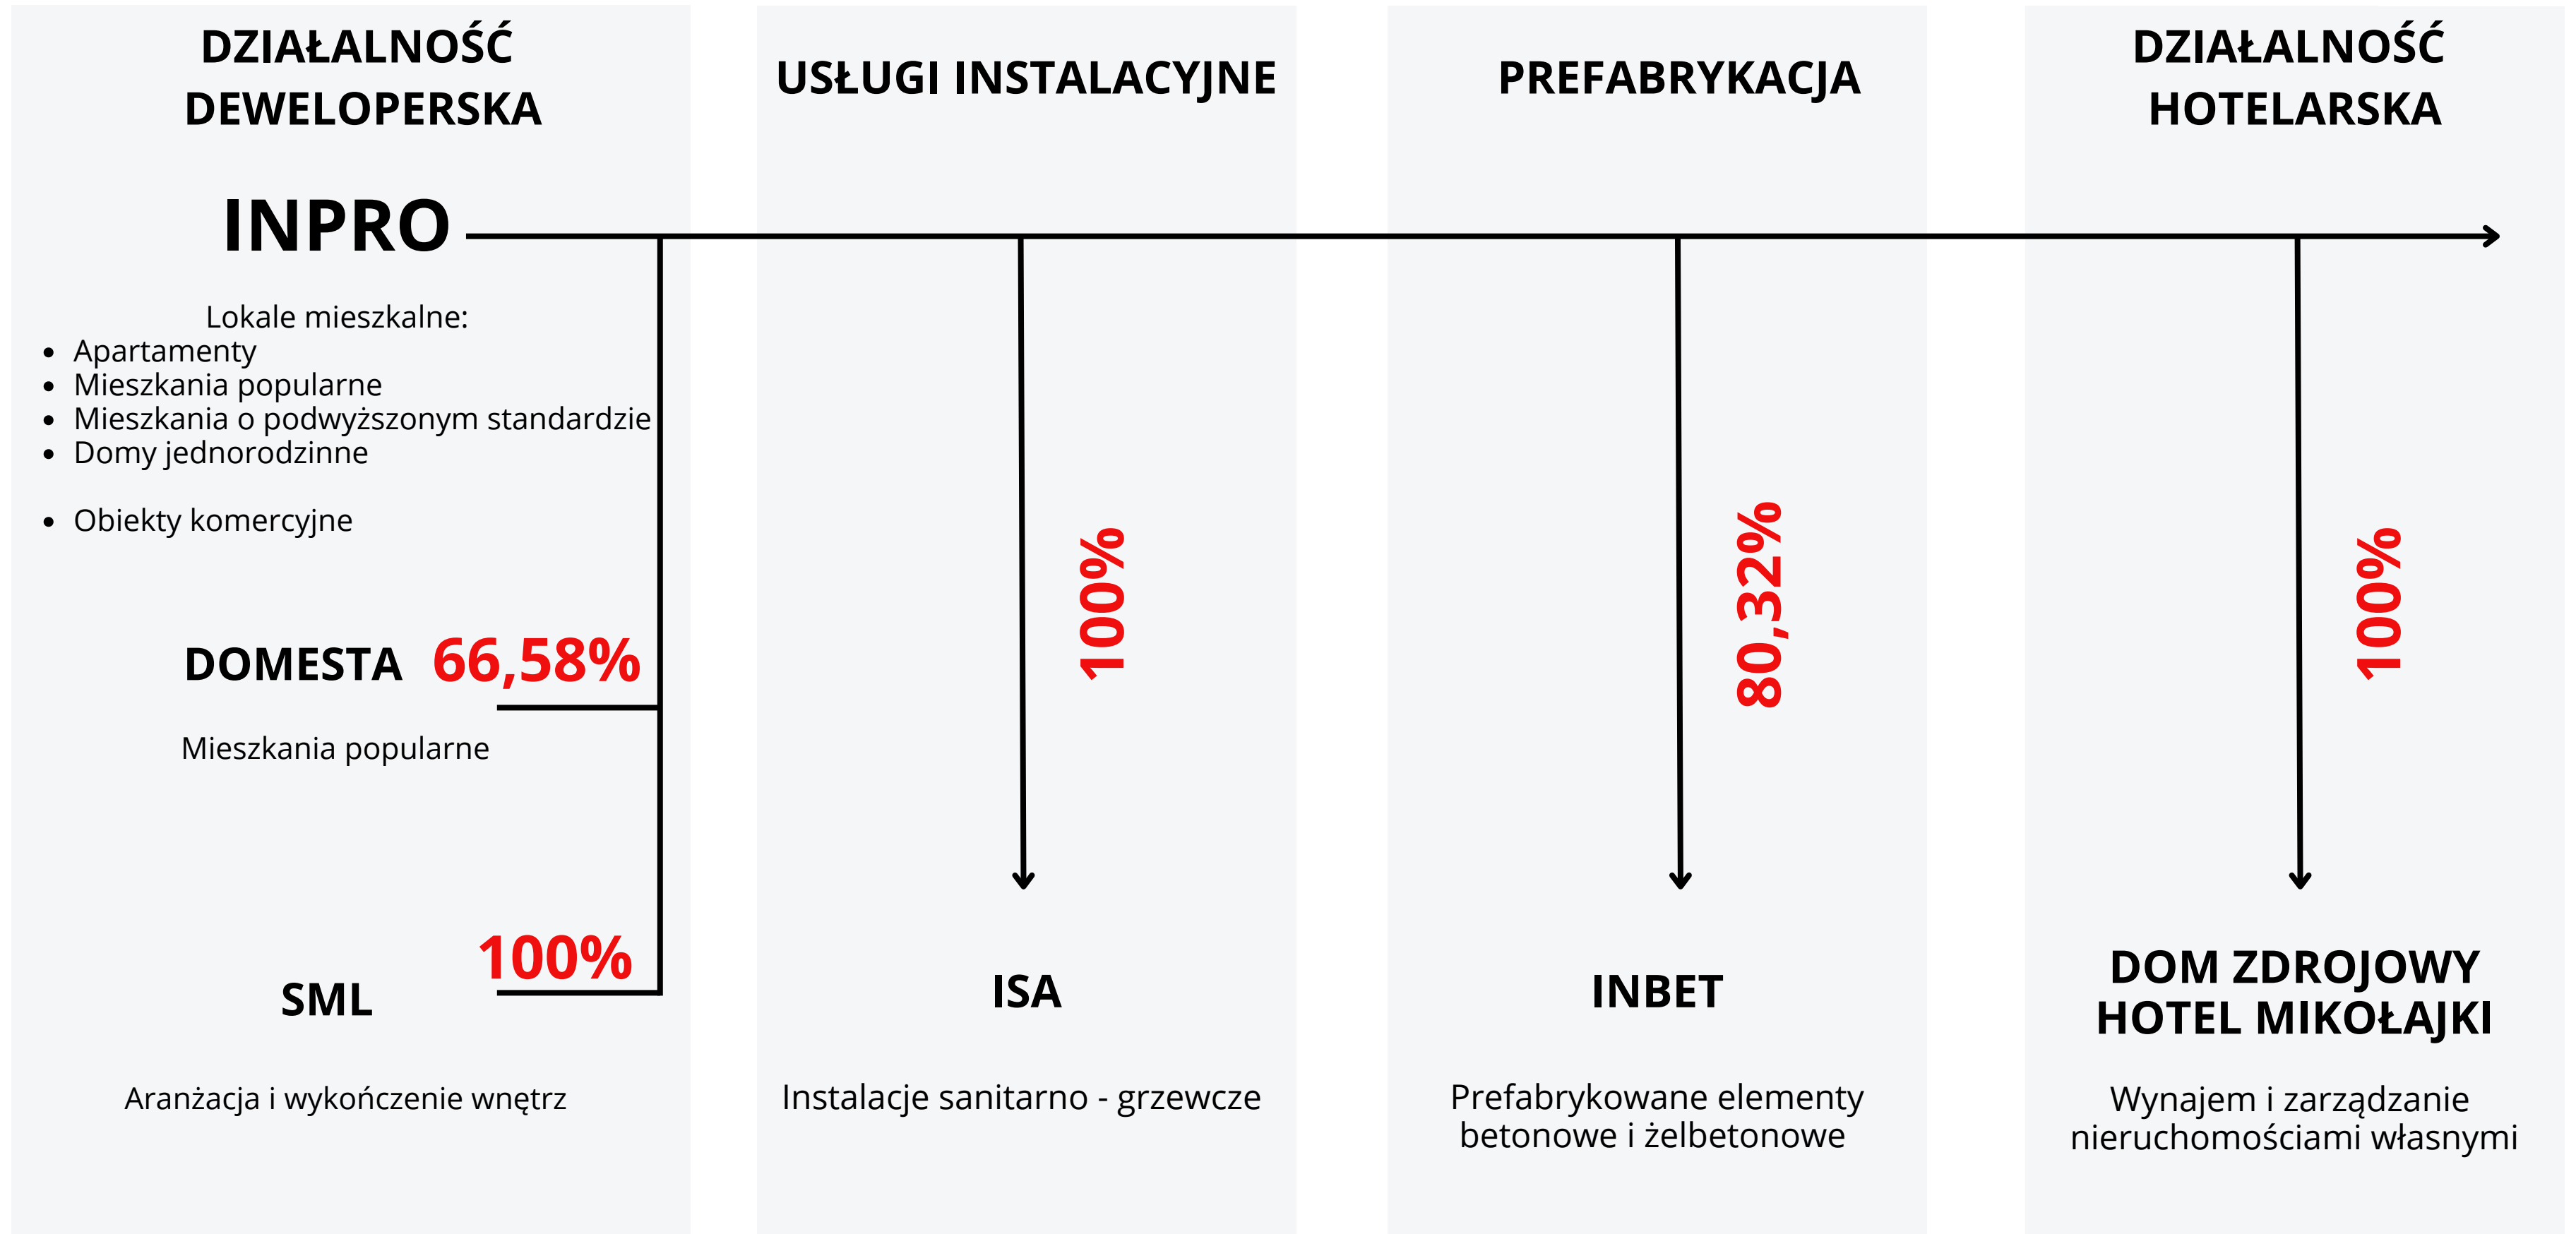 DZIAŁALNOŚĆ
DEWELOPERSKA
INPRO
Lokale mieszkalne:
• Apartamenty
• Mieszkania popularne
• Mieszkania o podwyższonym standardzie
• Domy jednorodzinne
• Obiekty komercyjne
DOMESTA 66,58%
Mieszkania popularne
100%
SML
Aranżacja i wykończenie wnętrz
USŁUGI INSTALACYJNE
100%
ISA
Instalacje sanitarno - grzewcze
PREFABRYKACJA
80,32%
INBET
Prefabrykowane elementy
betonowe i żelbetonowe
DZIAŁALNOŚĆ
HOTELARSKA
100%
DOM ZDROJOWY
HOTEL MIKOŁAJKI
Wynajem i zarządzanie
nieruchomościami własnymi